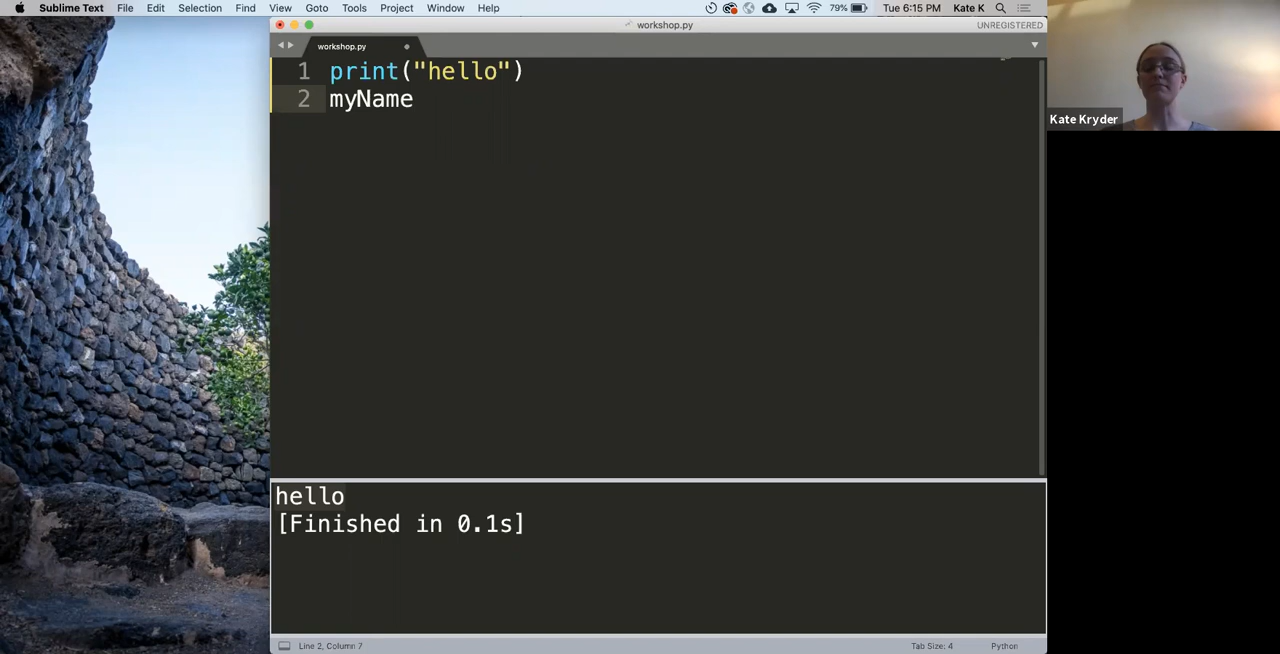 Sublime Text File Edit Selection View Goto Tools Project Window Help 79% Tue 6:15 PM Kate K
workshop.py UNREGISTERED
workshop.py
1 print("hello")
2 myName
Kate Kryder
hello
[Finished in 0.1s]
Line 2, Column 7 Tab Size: 4 Python